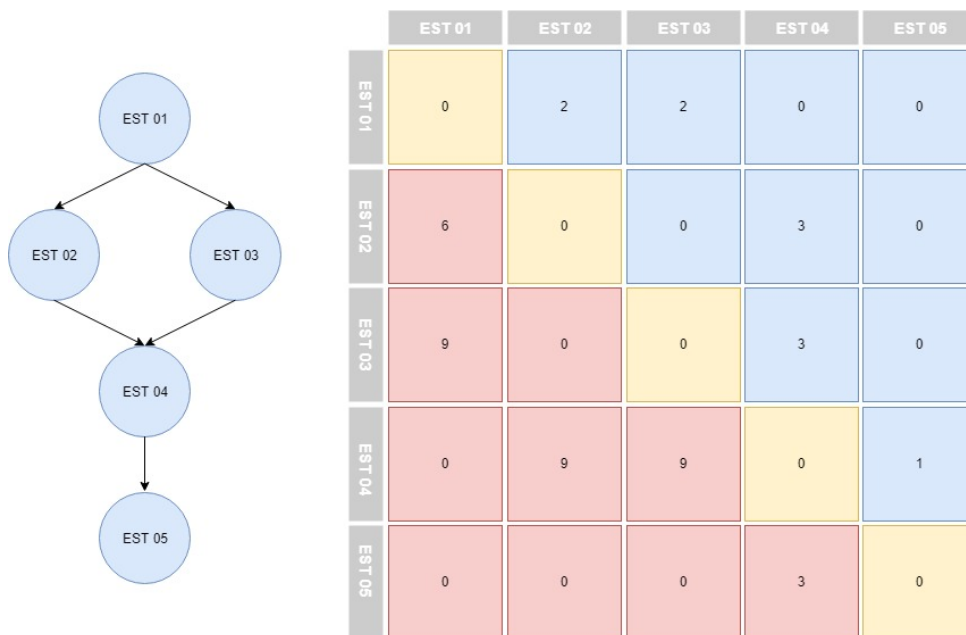 EST 01
EST 02 EST 03
EST 04
EST 05
EST 01 EST 02 EST 03 EST 04 EST 05
EST 01 0 2 2 0 0
EST 02 6 0 0 3 0
EST 03 9 0 0 3 0
EST 04 0 9 9 0 1
EST 05 0 0 0 3 0